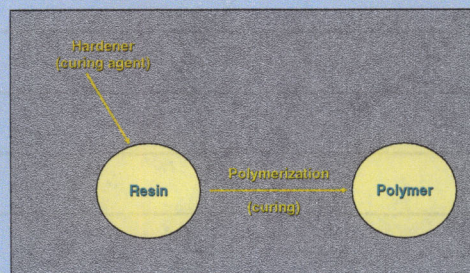 Hardener
(curing agent)
Resin
Polymerization
(curing)
Polymer